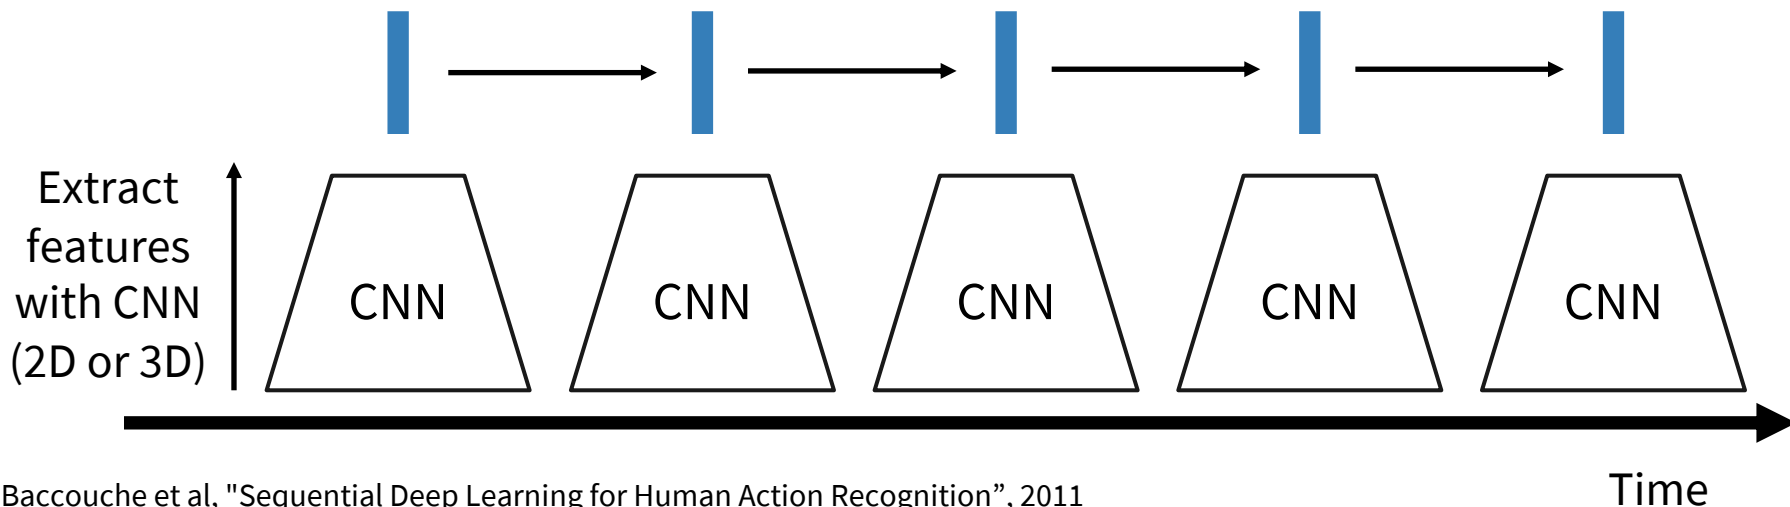 Extract
features
with CNN
(2D or 3D)
CNN CNN CNN CNN CNN
Time
Baccouche et al, "Sequential Deep Learning for Human Action Recognition”, 2011